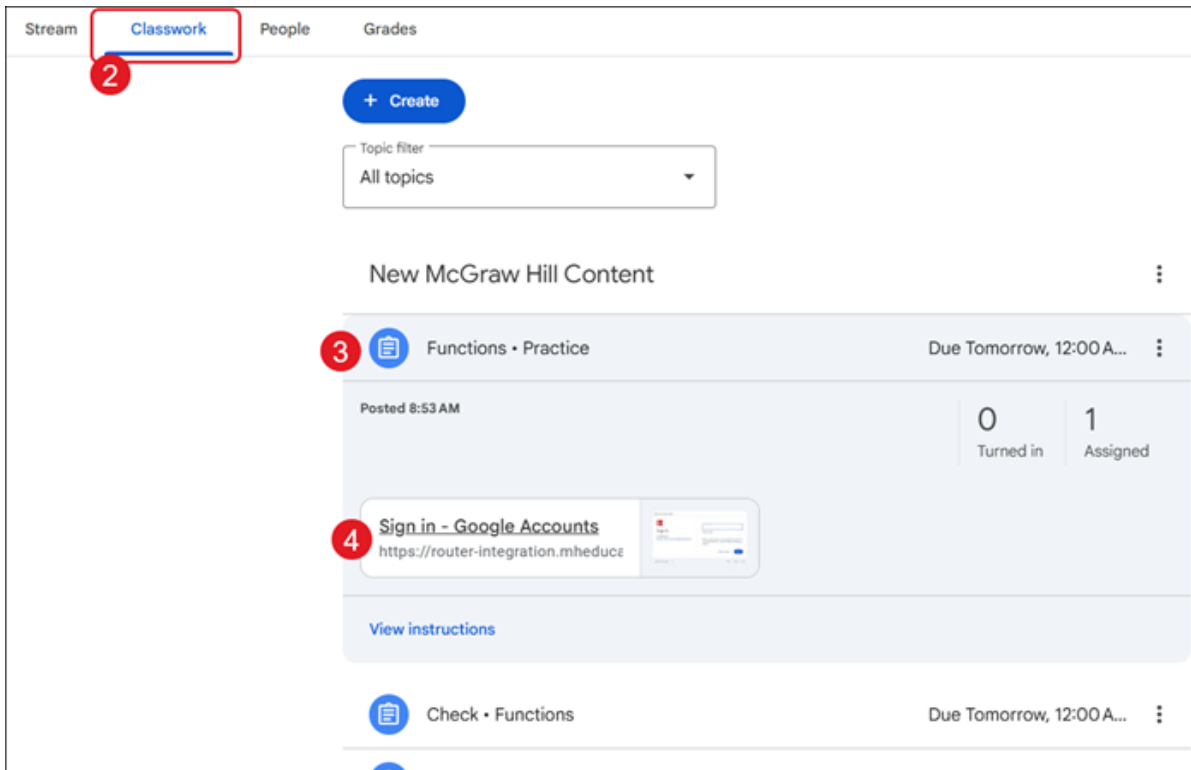 Stream Classwork People Grades
2
+ Create
Topic filter
All topics
New McGraw Hill Content
3 Functions • Practice Due Tomorrow, 12:00 A...
Posted 8:53 AM
0 1
Turned in Assigned
4 Sign in - Google Accounts
https://router-integration.mheduca
View instructions
Check • Functions Due Tomorrow, 12:00 A...